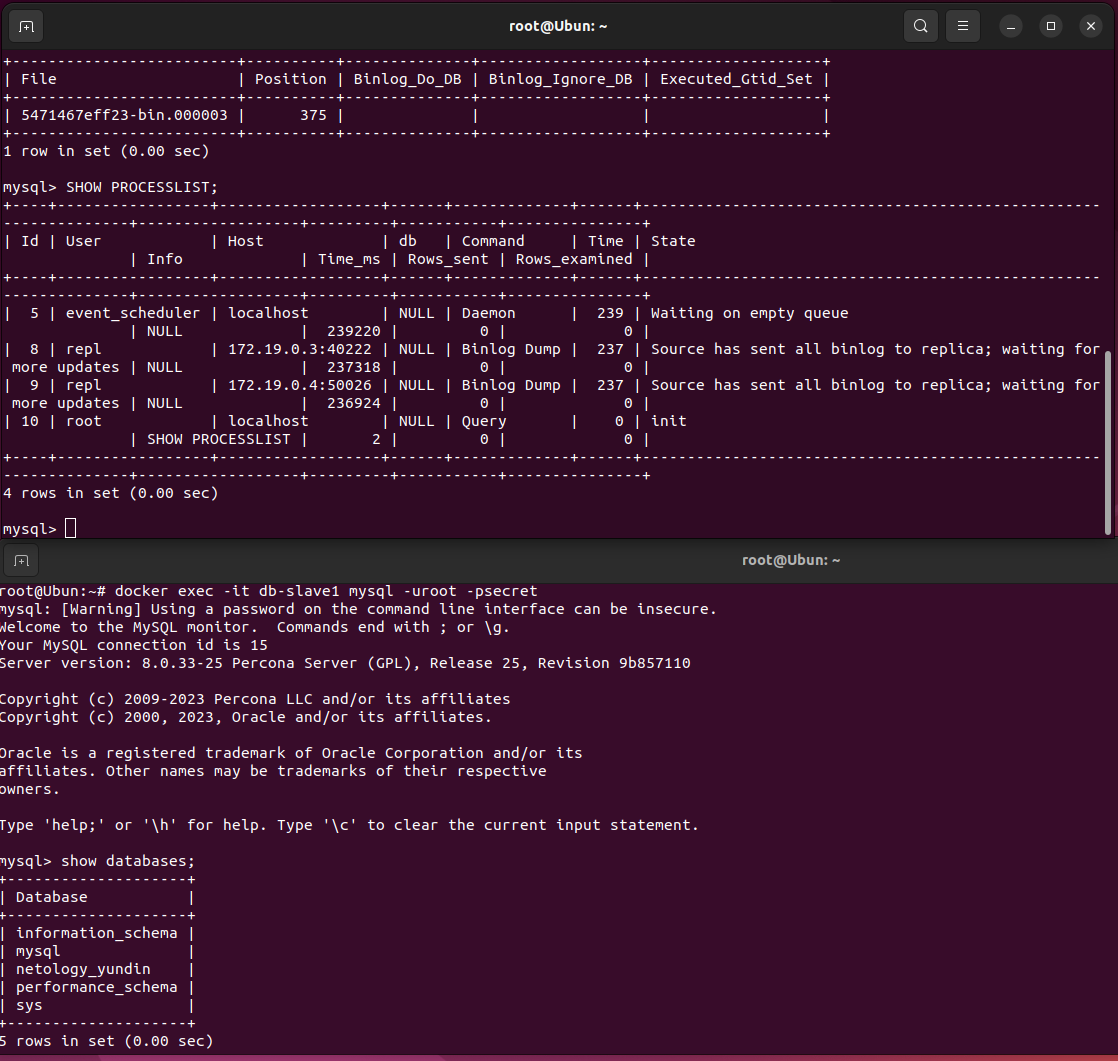 root@Ubun: ~
+-------------------------+----------+--------------+------------------+-------------------+
| File                    | Position | Binlog_Do_DB | Binlog_Ignore_DB | Executed_Gtid_Set |
+-------------------------+----------+--------------+------------------+-------------------+
| 5471467eff23-bin.000003 |      375 |              |                  |                   |
+-------------------------+----------+--------------+------------------+-------------------+
1 row in set (0.00 sec)
mysql> SHOW PROCESSLIST;
+----+-----------------+------------------+------+-------------+------+---------------------------------------------------
--------------+------------------+---------+-----------+---------------+
| Id | User            | Host             | db   | Command     | Time | State
              | Info             | Time_ms | Rows_sent | Rows_examined |
+----+-----------------+------------------+------+-------------+------+---------------------------------------------------
--------------+------------------+---------+-----------+---------------+
|  5 | event_scheduler | localhost        | NULL | Daemon      |  239 | Waiting on empty queue
              | NULL             |  239220 |         0 |             0 |
|  8 | repl            | 172.19.0.3:40222 | NULL | Binlog Dump |  237 | Source has sent all binlog to replica; waiting for
 more updates | NULL             |  237318 |         0 |             0 |
|  9 | repl            | 172.19.0.4:50026 | NULL | Binlog Dump |  237 | Source has sent all binlog to replica; waiting for
 more updates | NULL             |  236924 |         0 |             0 |
| 10 | root            | localhost        | NULL | Query       |    0 | init
              | SHOW PROCESSLIST |       2 |         0 |             0 |
+----+-----------------+------------------+------+-------------+------+---------------------------------------------------
--------------+------------------+---------+-----------+---------------+
4 rows in set (0.00 sec)
mysql>
root@Ubun: ~
root@Ubun:~# docker exec -it db-slave1 mysql -uroot -psecret
mysql: [Warning] Using a password on the command line interface can be insecure.
Welcome to the MySQL monitor.  Commands end with ; or \g.
Your MySQL connection id is 15
Server version: 8.0.33-25 Percona Server (GPL), Release 25, Revision 9b857110
Copyright (c) 2009-2023 Percona LLC and/or its affiliates
Copyright (c) 2000, 2023, Oracle and/or its affiliates.
Oracle is a registered trademark of Oracle Corporation and/or its
affiliates. Other names may be trademarks of their respective
owners.
Type 'help;' or '\h' for help. Type '\c' to clear the current input statement.
mysql> show databases;
+--------------------+
| Database           |
+--------------------+
| information_schema |
| mysql              |
| netology_yundin    |
| performance_schema |
| sys                |
+--------------------+
5 rows in set (0.00 sec)